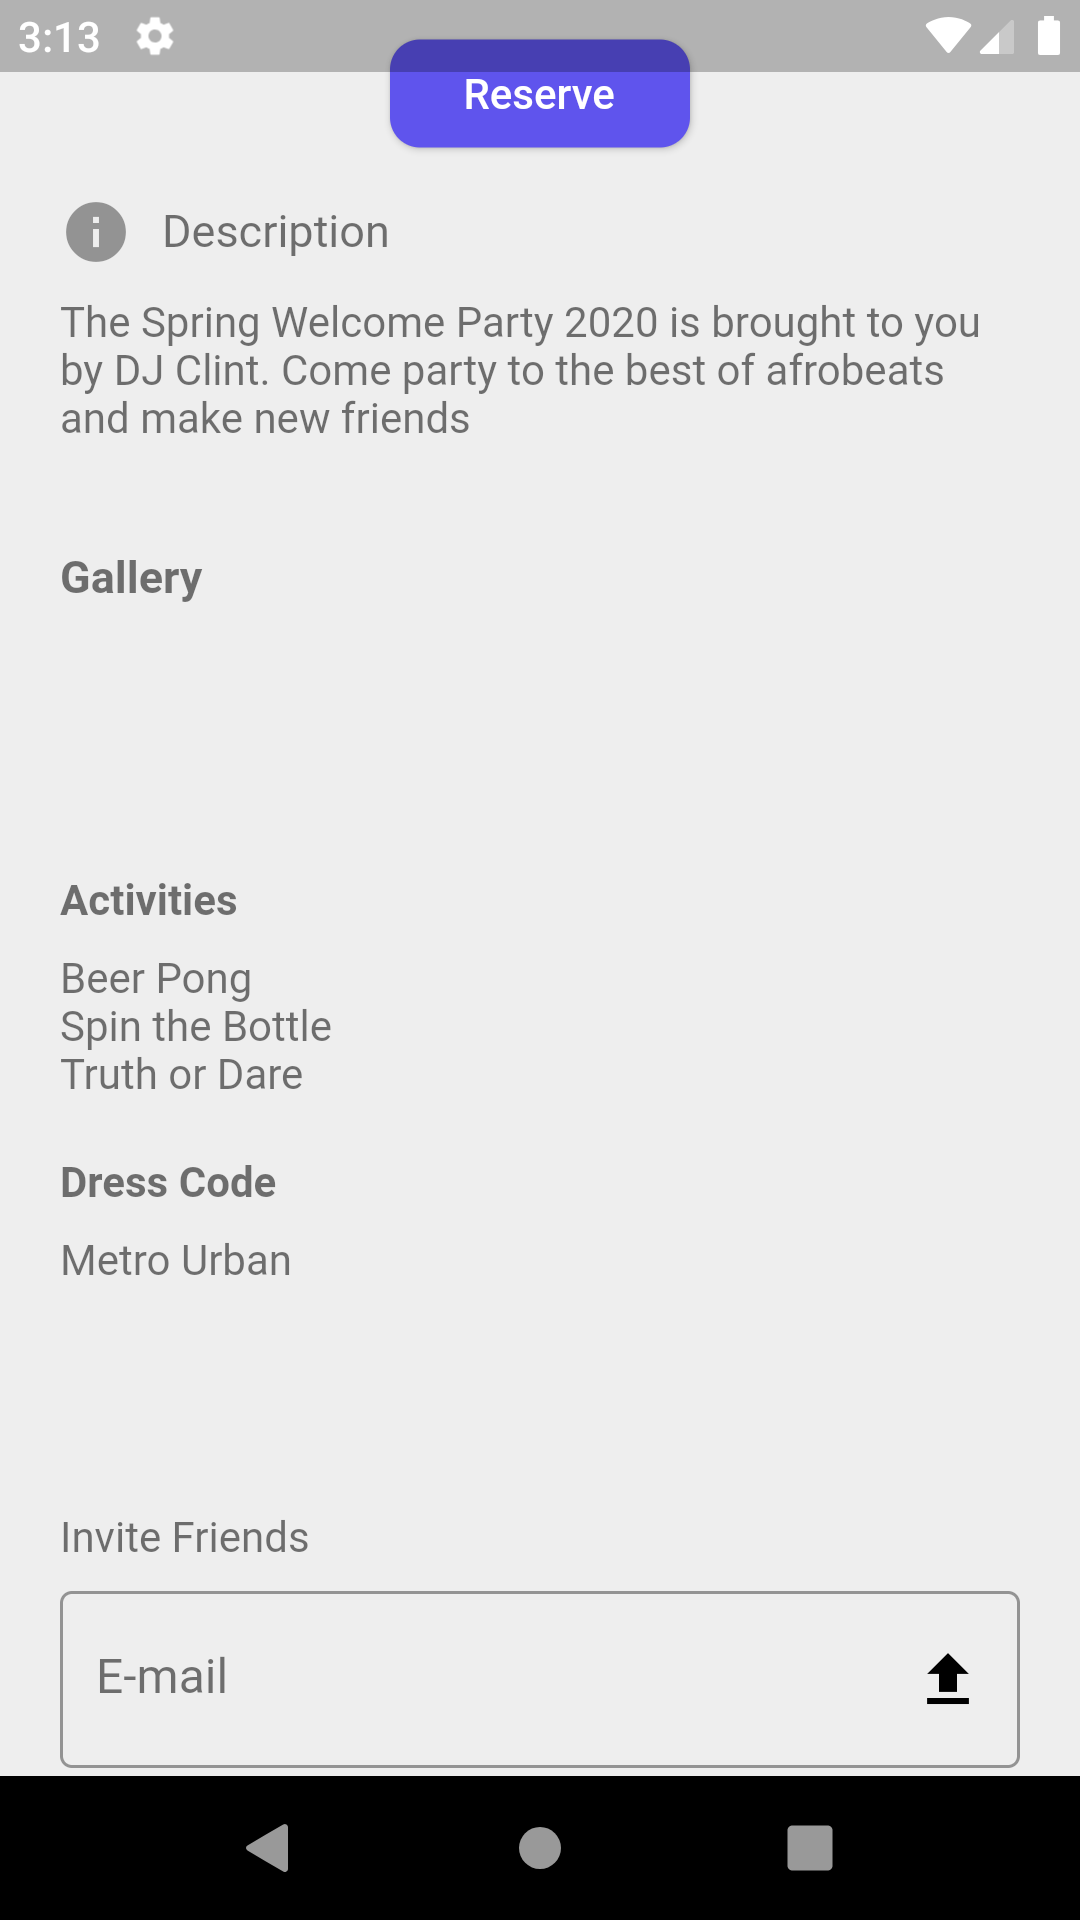 3:13
Reserve
Description
The Spring Welcome Party 2020 is brought to you
by DJ Clint. Come party to the best of afrobeats
and make new friends
Gallery
Activities
Beer Pong
Spin the Bottle
Truth or Dare
Dress Code
Metro Urban
Invite Friends
E-mail